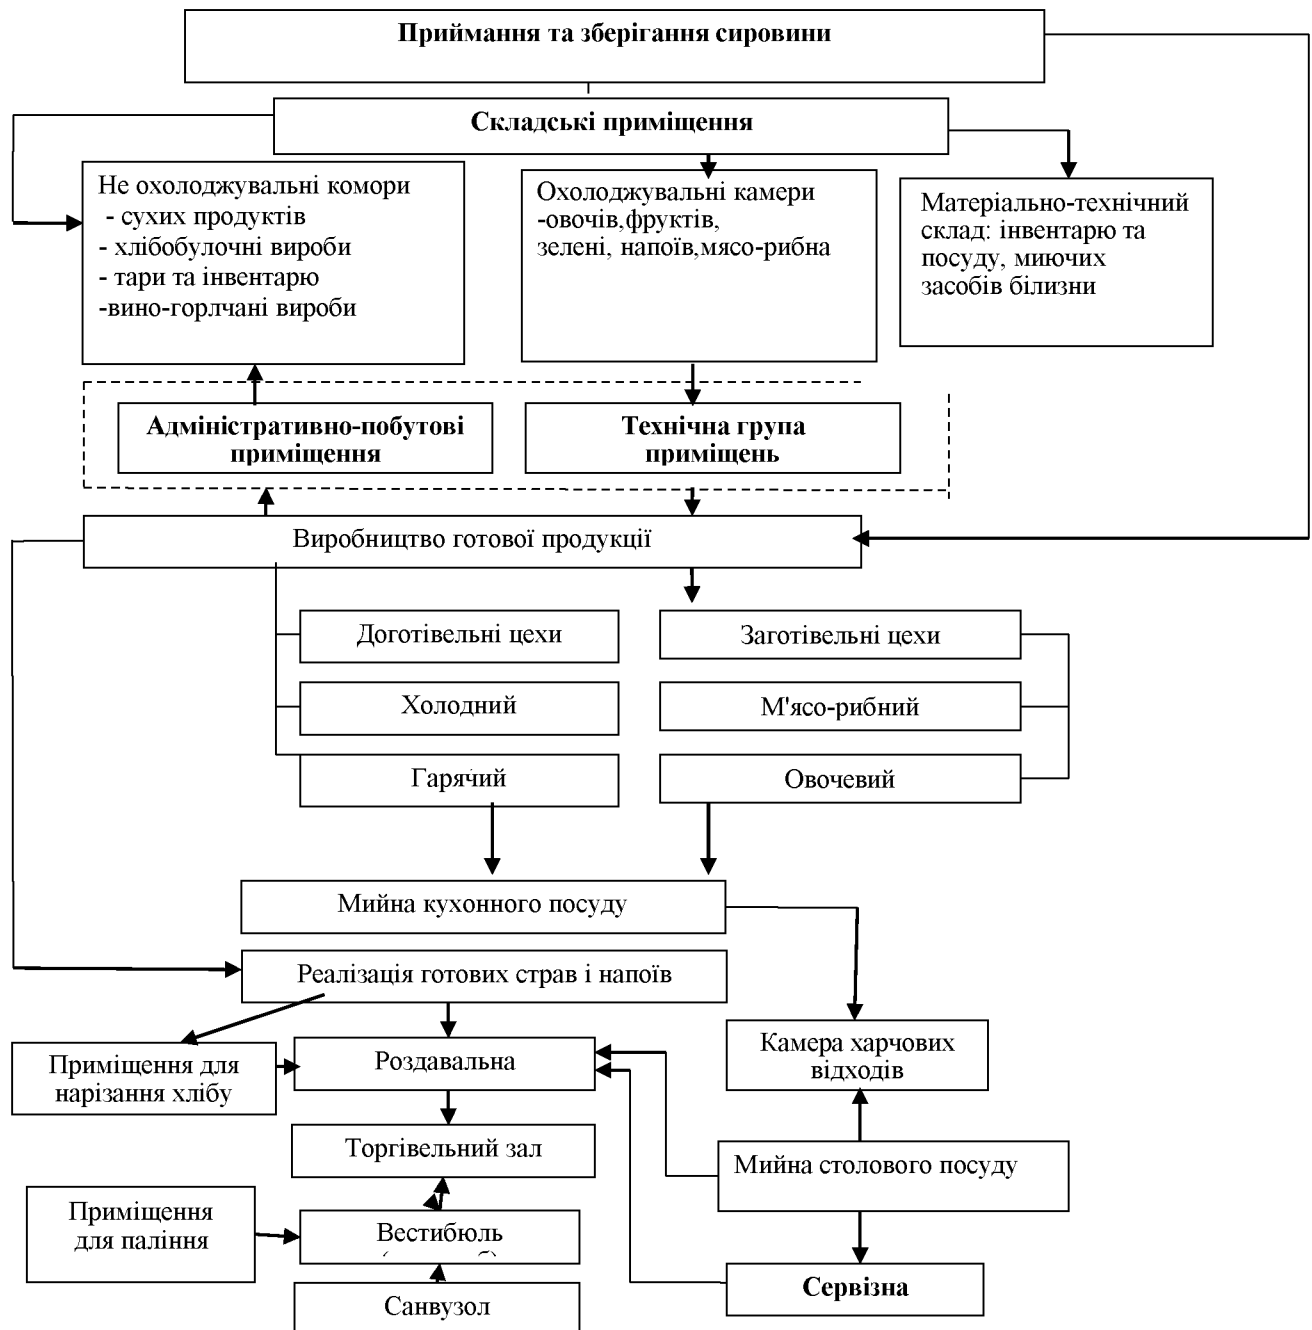 Приймання та зберігання сировини
Складські приміщення
Не охолоджувальні комори
- сухих продуктів
- хлібобулочні вироби
- тари та інвентарю
-вино-горлчані вироби
Охолоджувальні камери
-овочів,фруктів,
зелені, напоїв,мясо-рибна
Матеріально-технічний
склад: інвентарю та
посуду, миючих
засобів білизни
Адміністративно-побутові
приміщення
Технічна група
приміщень
Виробництво готової продукції
Доготівельні цехи
Заготівельні цехи
Холодний
М'ясо-рибний
Гарячий
Овочевий
Мийна кухонного посуду
Реалізація готових страв і напоїв
Приміщення для
нарізання хлібу
Роздавальна
Камера харчових
відходів
Торгівельний зал
Мийна столового посуду
Приміщення
для паління
Вестибюль
Сервізна
Санвузол